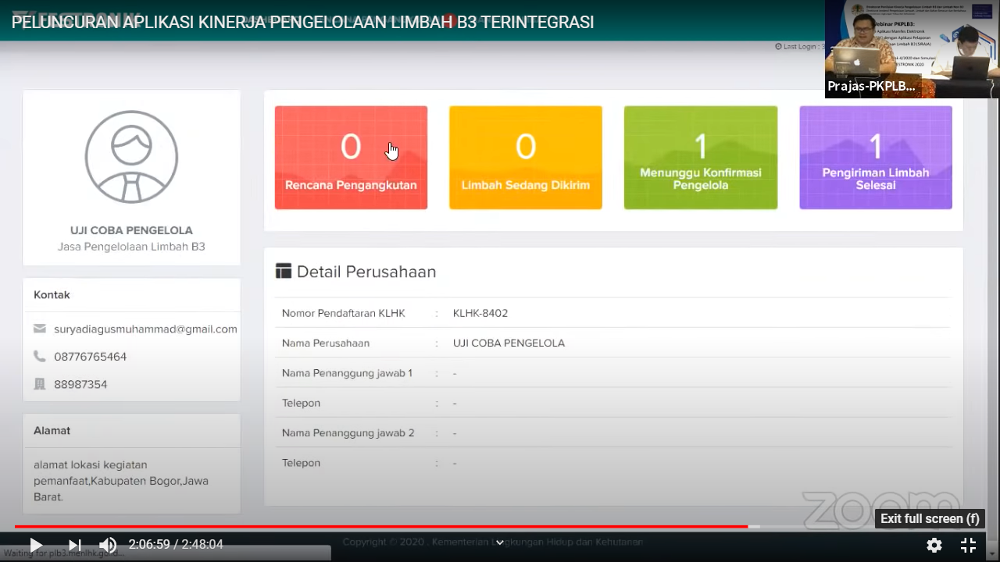 PELUNCURAN APLIKASI KINERJA PENGELOLAAN LIMBAH B3 TERINTEGRASI
Last Login : 3
Webinar PKPLB3:
Prajas-PKPLB...
0
Rencana Pengangkutan
0
Limbah Sedang Dikirim
1
Menunggu Konfirmasi
Pengelola
1
Pengiriman Limbah
Selesai
UJI COBA PENGELOLA
Jasa Pengelolaan Limbah B3
Kontak
suryadiagusmuhammad@gmail.com
08776765464
88987354
Alamat
alamat lokasi kegiatan
pemanfaat,Kabupaten Bogor,Jawa
Barat.
Detail Perusahaan
Nomor Pendaftaran KLHK : KLHK-8402
Nama Perusahaan : UJI COBA PENGELOLA
Nama Penanggung jawab 1 : -
Telepon : -
Nama Penanggung jawab 2 : -
Telepon : -
zoom
Exit full screen (f)
2:06:59 / 2:48:04
Copyright © 2020 . Kementerian Lingkungan Hidup dan Kehutanan
Waiting for plb3.menlhk.go.id...